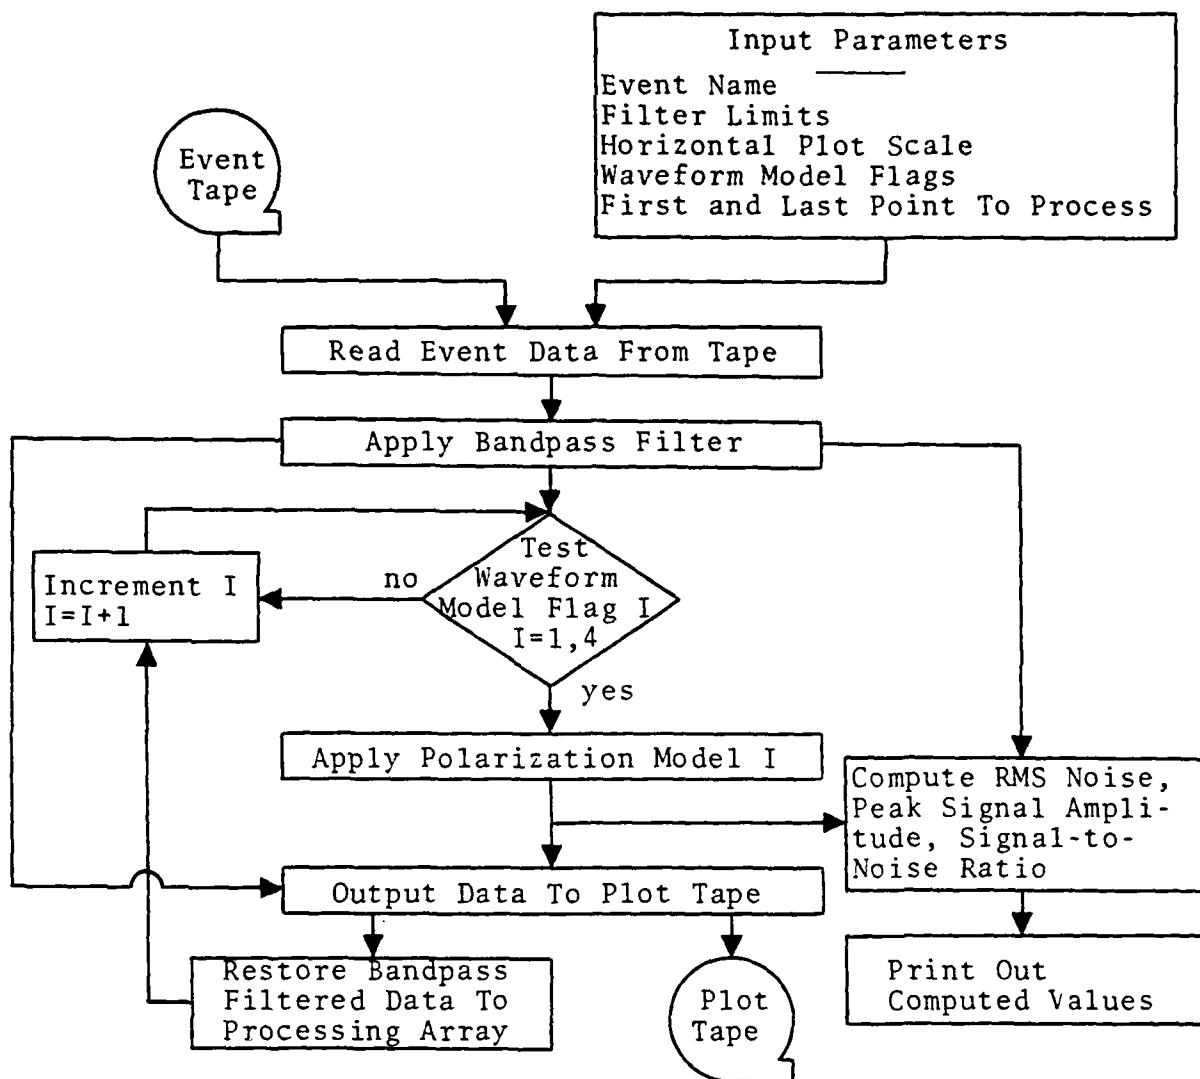 Input Parameters
Event Name
Filter Limits
Horizontal Plot Scale
Waveform Model Flags
First and Last Point To Process
Event
Tape
Read Event Data From Tape
Apply Bandpass Filter
Test
Waveform
Model Flag I
I=1,4
no
Increment I
I=I+1
yes
Apply Polarization Model I
Compute RMS Noise,
Peak Signal Ampli-
tude, Signal-to-
Noise Ratio
Output Data To Plot Tape
Restore Bandpass
Filtered Data To
Processing Array
Plot
Tape
Print Out
Computed Values